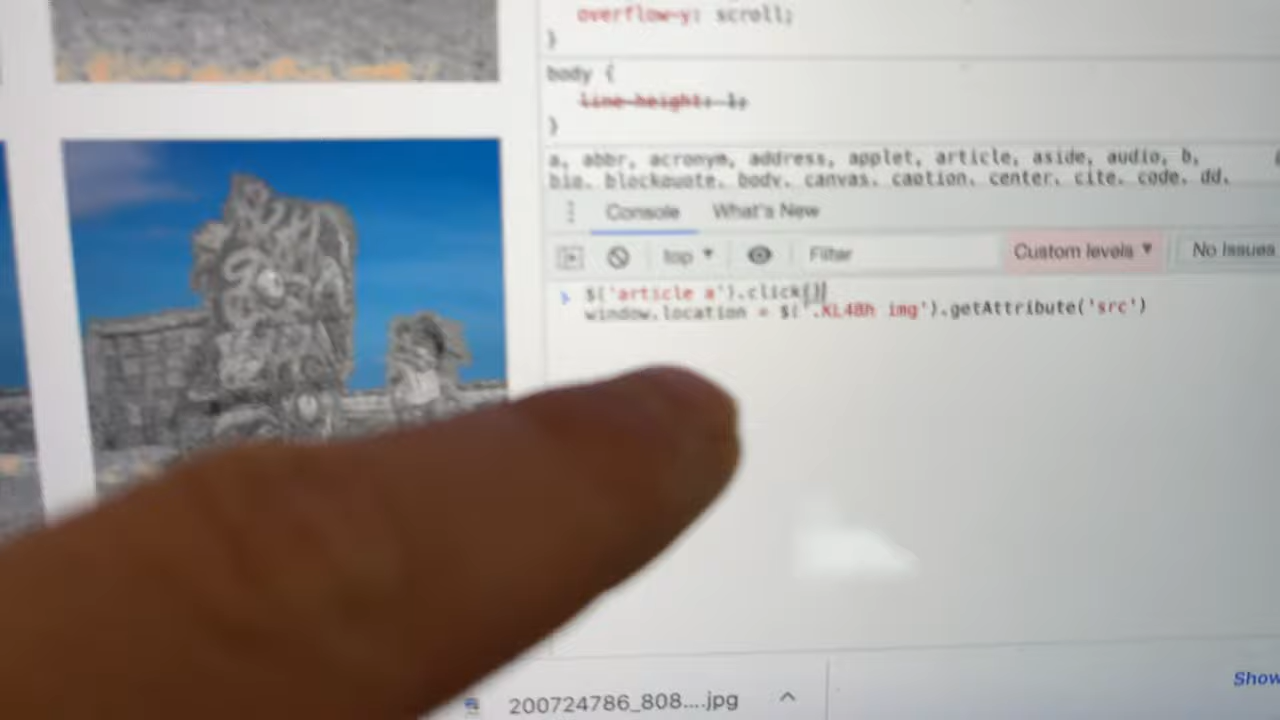 overflow-y: scroll;
}
body {
line-height: 1;
}
a, abbr, acronym, address, applet, article, aside, audio, b,
big, blockquote, body, canvas, caption, center, cite, code, dd,
Console What's New
top Filter Custom levels No Issues
$('article a').click()
window.location = $('.KL4Bh img').getAttribute('src')
200724786_808....jpg
Show